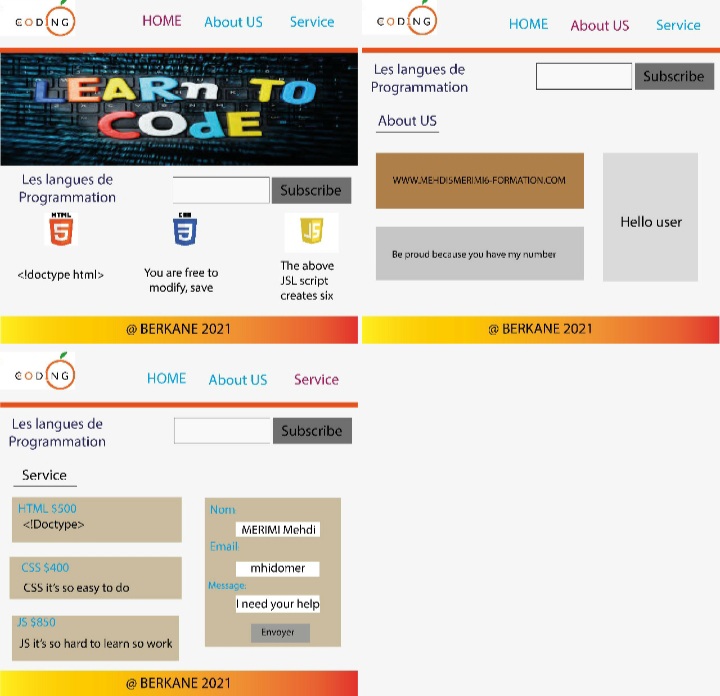 CODING
HOME About US Service
LEARn TO
CODE
Les langues de
Programmation
Subscribe
HTML
5
<!doctype html>
CSS
3
You are free to
modify, save
JS
The above
JSL script
creates six
@ BERKANE 2021
CODING
HOME About US Service
Les langues de
Programmation
Subscribe
About US
WWW.MEHDISMERIMI6-FORMATION.COM
Be proud because you have my number
Hello user
@ BERKANE 2021
CODING
HOME About US Service
Les langues de
Programmation
Subscribe
Service
HTML $500
<!Doctype>
CSS $400
CSS it's so easy to do
JS $850
JS it's so hard to learn so work
Nom
MERIMI Mehdi
Email
mhidomer
Message:
I need your help
Envoyer
@ BERKANE 2021